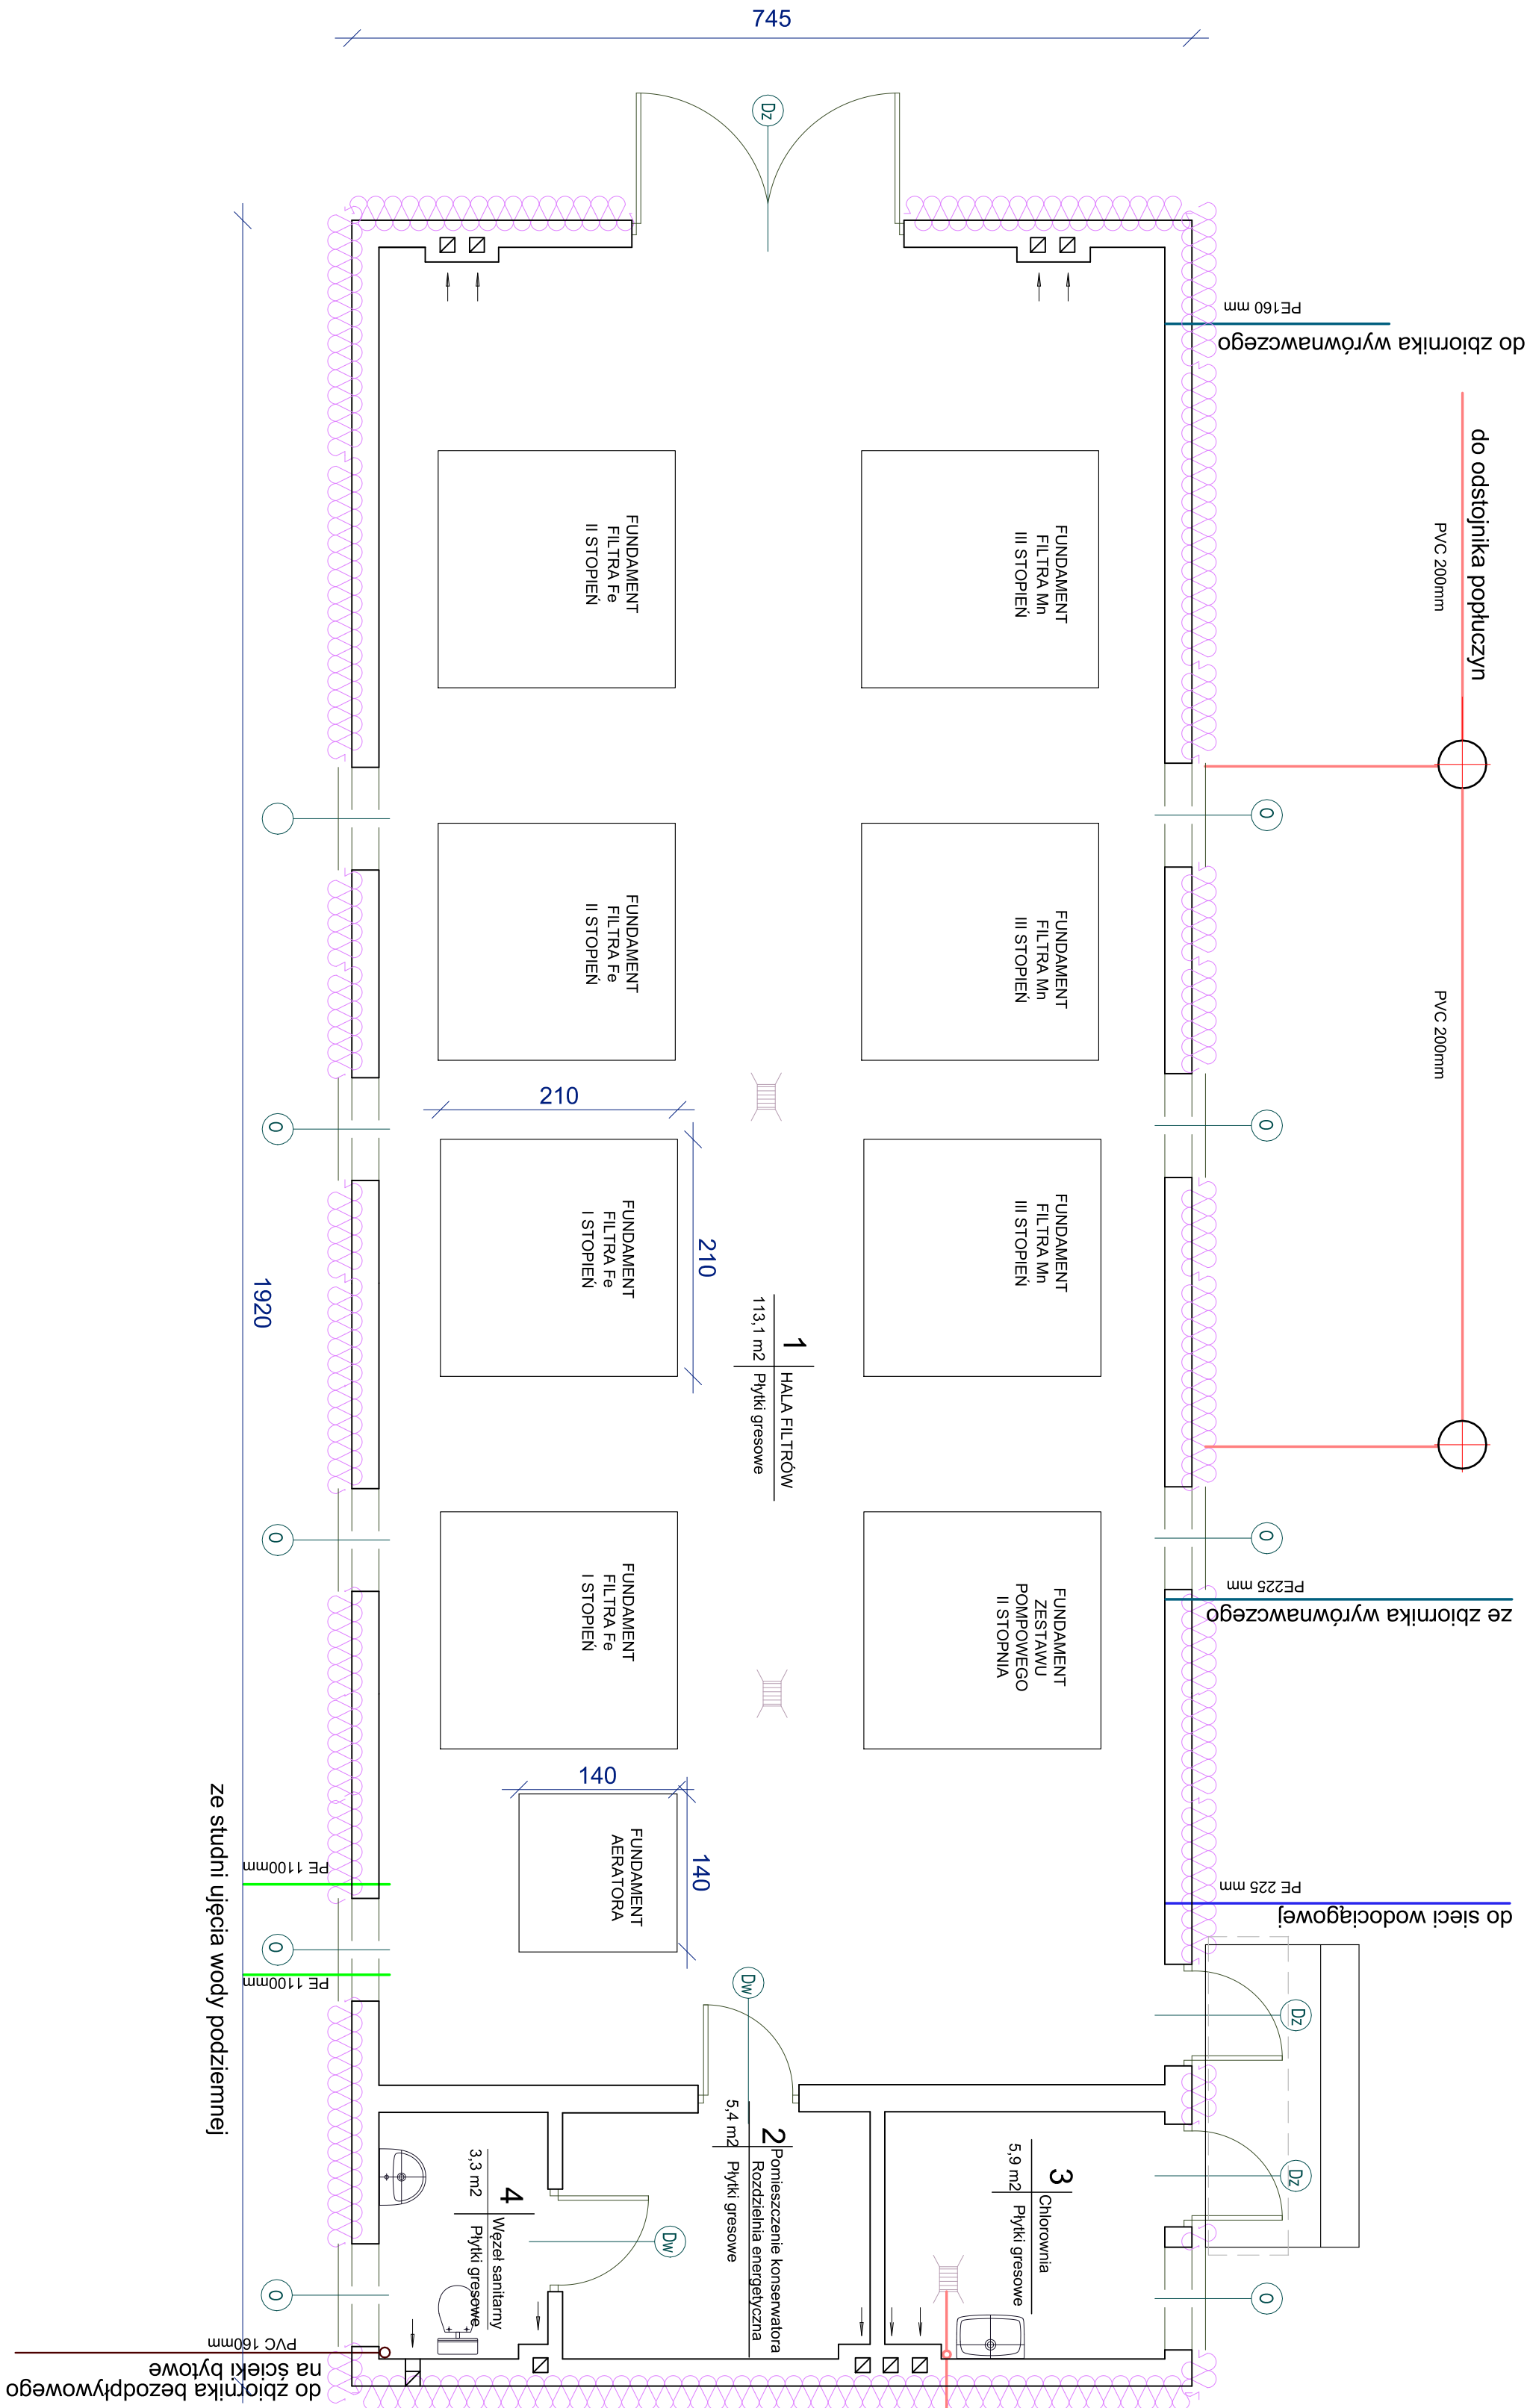 745
Dz
PE160 mm
do zbiornika wyrównawczego
do odstojnika popłuczyn
PVC 200mm
FUNDAMENT
FILTRA Fe
II STOPIEŃ
FUNDAMENT
FILTRA Mn
III STOPIEŃ
O
FUNDAMENT
FILTRA Fe
II STOPIEŃ
FUNDAMENT
FILTRA Mn
III STOPIEŃ
PVC 200mm
210
O
O
210
FUNDAMENT
FILTRA Fe
I STOPIEŃ
FUNDAMENT
FILTRA Mn
III STOPIEŃ
1920
1
HALA FILTRÓW
113,1 m2
Płytki gresowe
O
O
FUNDAMENT
FILTRA Fe
I STOPIEŃ
FUNDAMENT
ZESTAWU
POMPOWEGO
II STOPNIA
PE225 mm
ze zbiornika wyrównawczego
140
140
FUNDAMENT
AERATORA
ze studni ujęcia wody podziemnej
PE 1100mm
O
PE 1100mm
PE 225 mm
do sieci wodociągowej
Dw
Dz
2
Pomieszczenie konserwatora
Rozdzielnia energetyczna
5,4 m2
Płytki gresowe
3
Chlorownia
5,9 m2
Płytki gresowe
Dz
4
Węzeł sanitarny
3,3 m2
Płytki gresowe
Dw
O
O
PVC 160mm
do zbiornika bezodpływowego
na ścieki bytowe